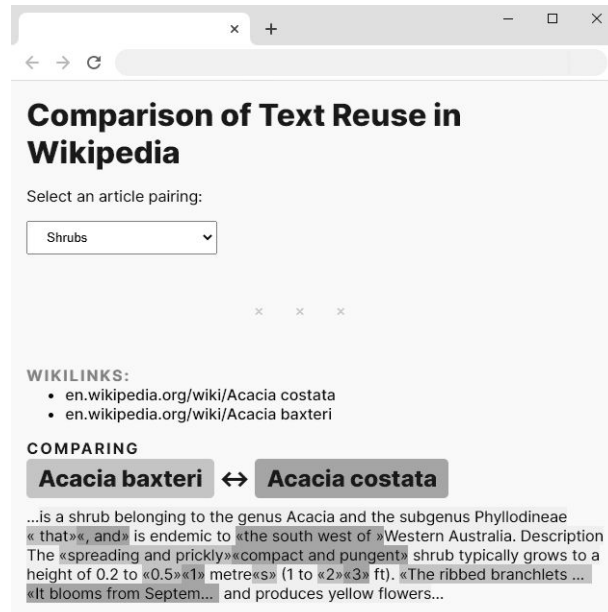 Comparison of Text Reuse in
Wikipedia
Select an article pairing:
Shrubs
× × ×
WIKILINKS:
• en.wikipedia.org/wiki/Acacia costata
• en.wikipedia.org/wiki/Acacia baxteri
COMPARING
Acacia baxteri ↔ Acacia costata
...is a shrub belonging to the genus Acacia and the subgenus Phyllodineae
« that»«, and» is endemic to «the south west of »Western Australia. Description
The «spreading and prickly»«compact and pungent» shrub typically grows to a
height of 0.2 to «0.5»«1» metre«s» (1 to «2»«3» ft). «The ribbed branchlets ...
«It blooms from Septem... and produces yellow flowers...